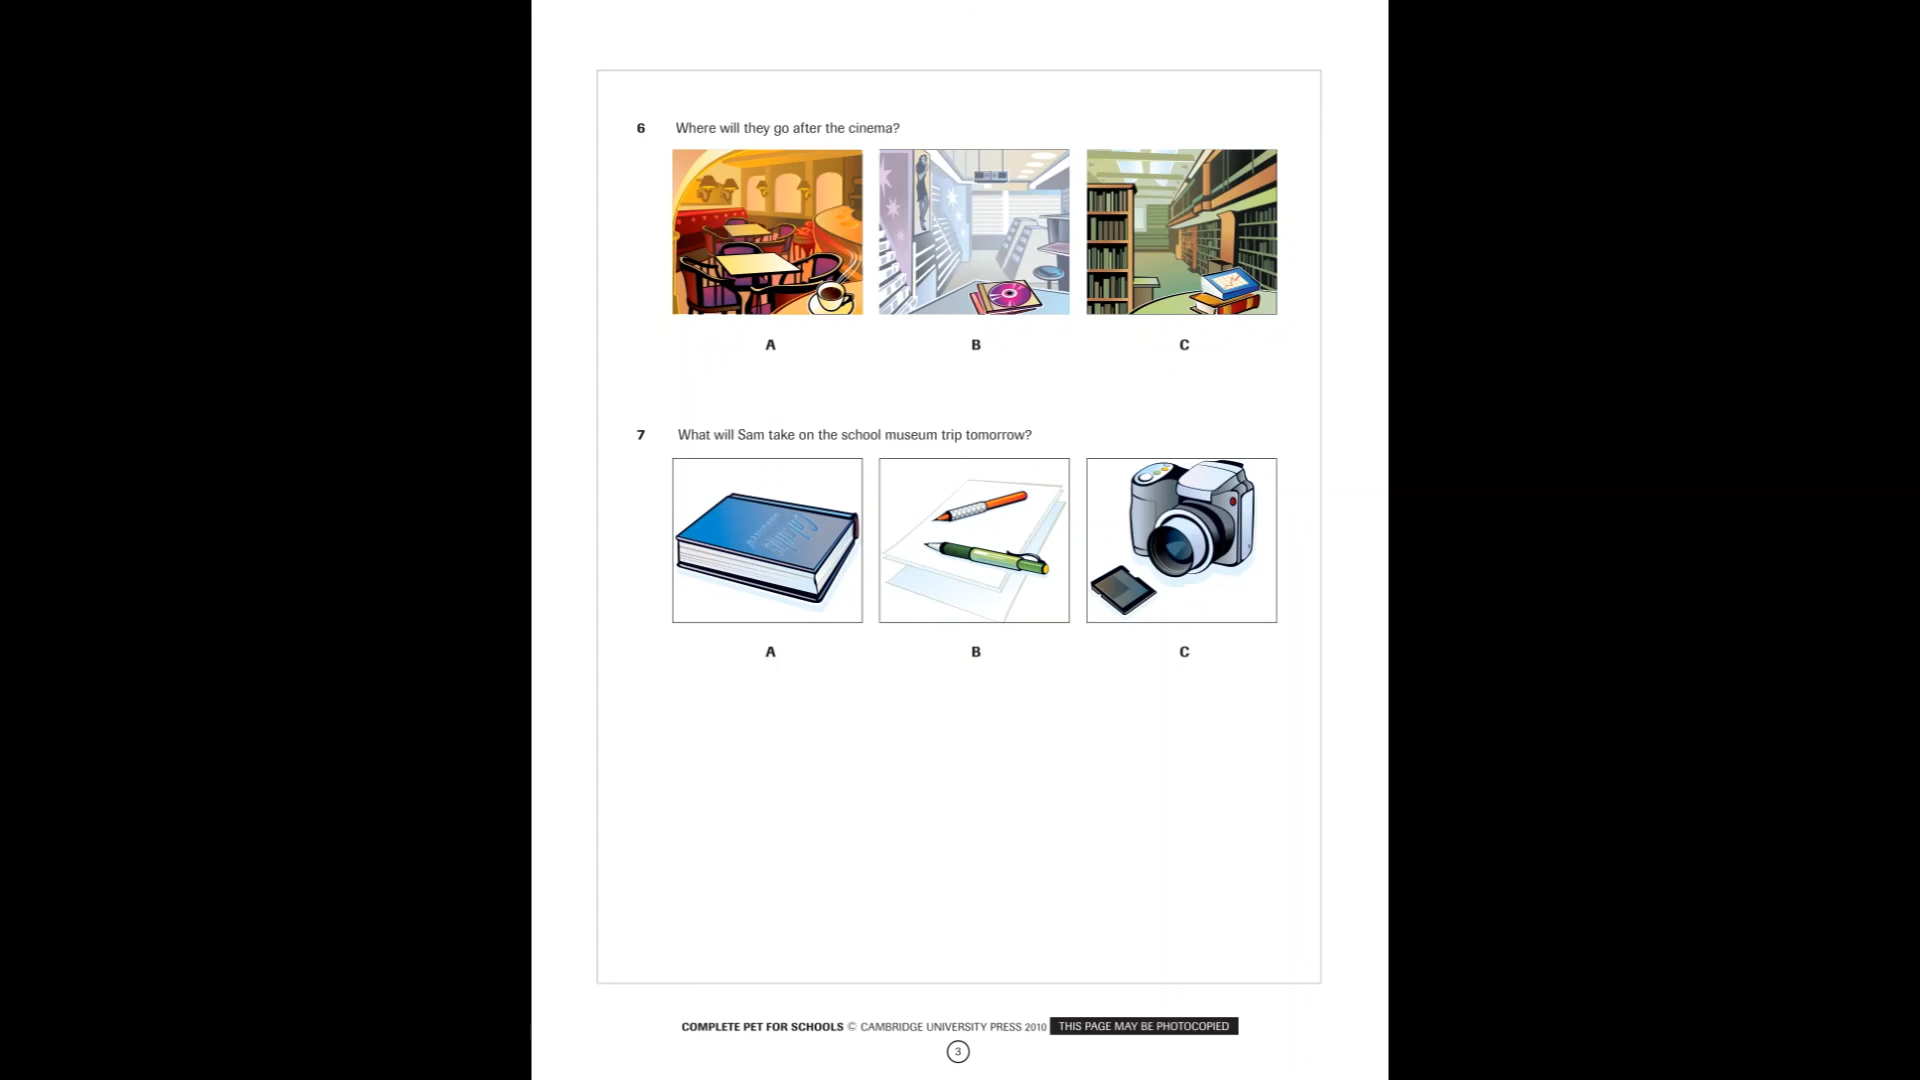 6 Where will they go after the cinema?
A B C
7 What will Sam take on the school museum trip tomorrow?
A B C
COMPLETE PET FOR SCHOOLS © CAMBRIDGE UNIVERSITY PRESS 2010 THIS PAGE MAY BE PHOTOCOPIED
3